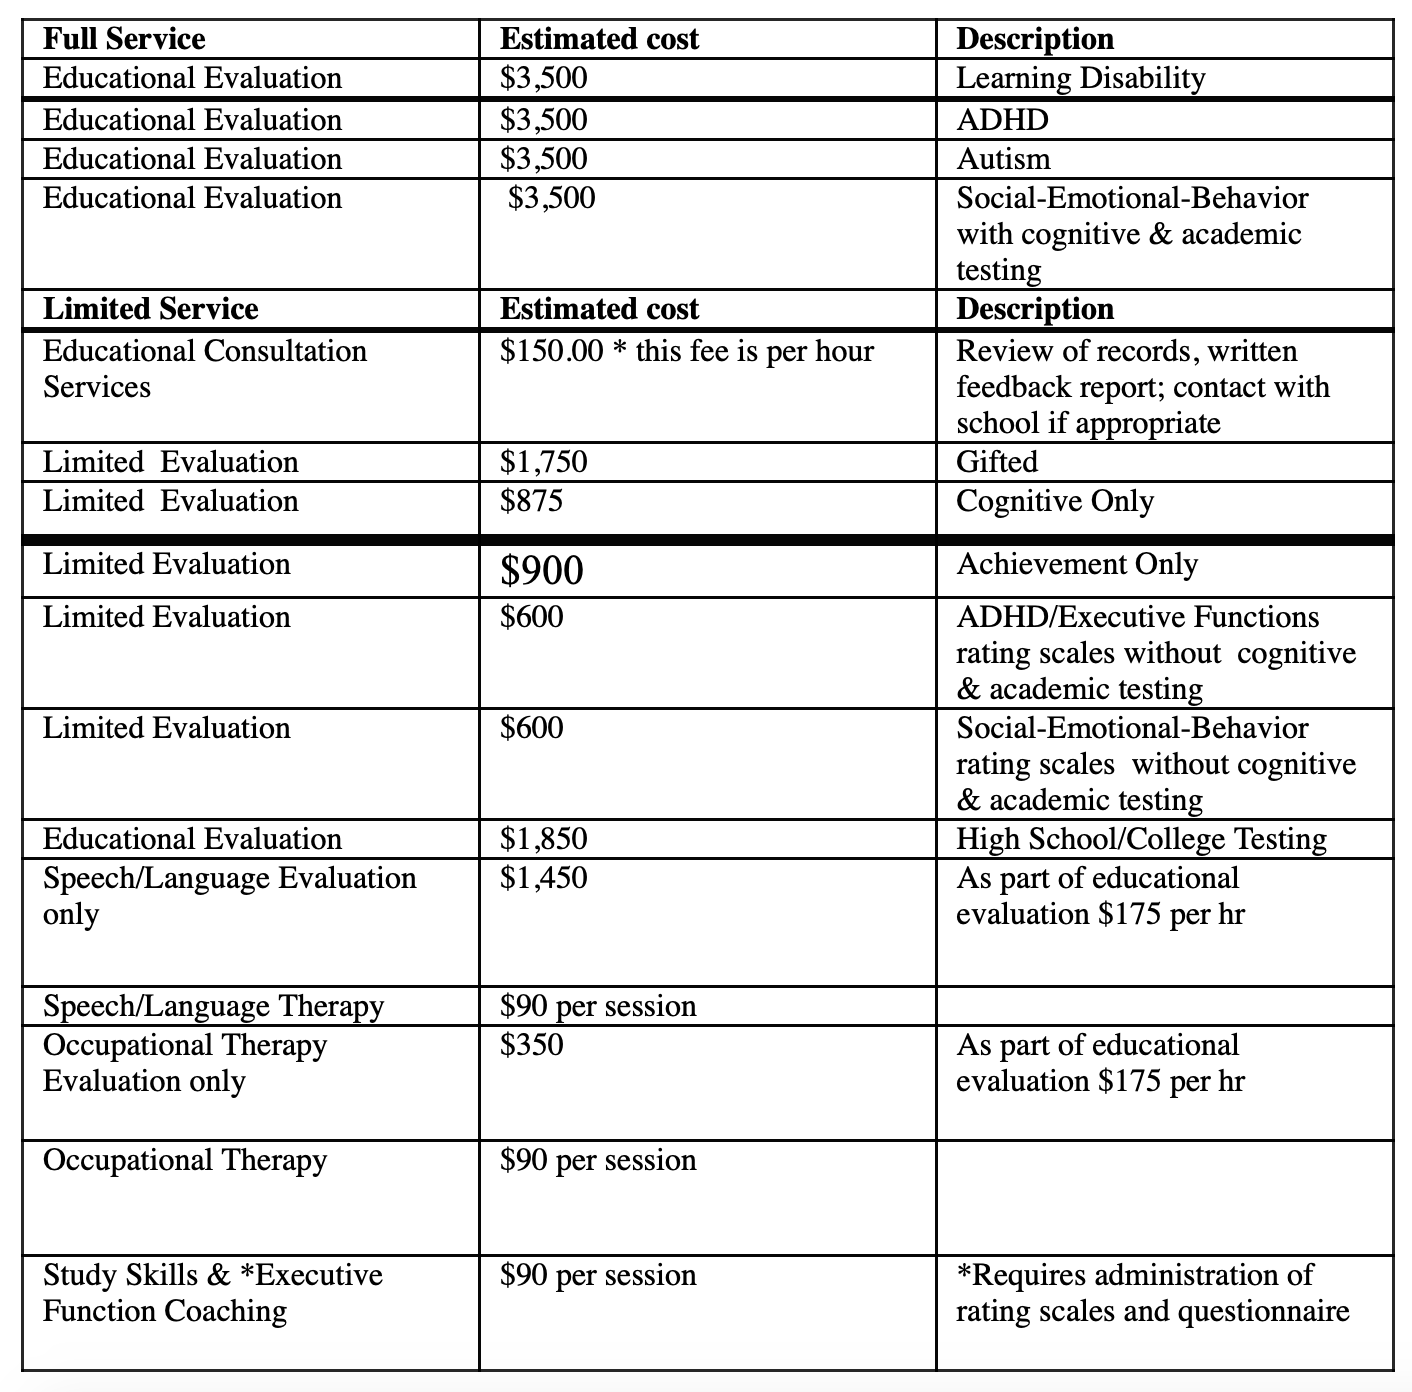 Full Service Estimated cost Description
Educational Evaluation $3,500 Learning Disability
Educational Evaluation $3,500 ADHD
Educational Evaluation $3,500 Autism
Educational Evaluation $3,500 Social-Emotional-Behavior
with cognitive & academic
testing
Limited Service Estimated cost Description
Educational Consultation $150.00 * this fee is per hour Review of records, written
Services feedback report; contact with
school if appropriate
Limited  Evaluation $1,750 Gifted
Limited  Evaluation $875 Cognitive Only
Limited Evaluation $900 Achievement Only
Limited Evaluation $600 ADHD/Executive Functions
rating scales without  cognitive
& academic testing
Limited Evaluation $600 Social-Emotional-Behavior
rating scales  without cognitive
& academic testing
Educational Evaluation $1,850 High School/College Testing
Speech/Language Evaluation $1,450 As part of educational
only evaluation $175 per hr
Speech/Language Therapy $90 per session
Occupational Therapy $350 As part of educational
Evaluation only evaluation $175 per hr
Occupational Therapy $90 per session
Study Skills & *Executive $90 per session *Requires administration of
Function Coaching rating scales and questionnaire